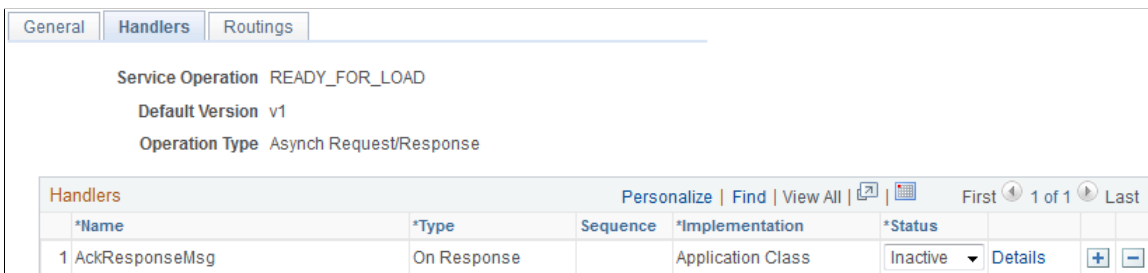 General Handlers Routings
Service Operation READY_FOR_LOAD
Default Version v1
Operation Type Asynch Request/Response
Handlers Personalize | Find | View All | | First 1 of 1 Last
*Name *Type Sequence *Implementation *Status
1 AckResponseMsg On Response Application Class Inactive Details + -